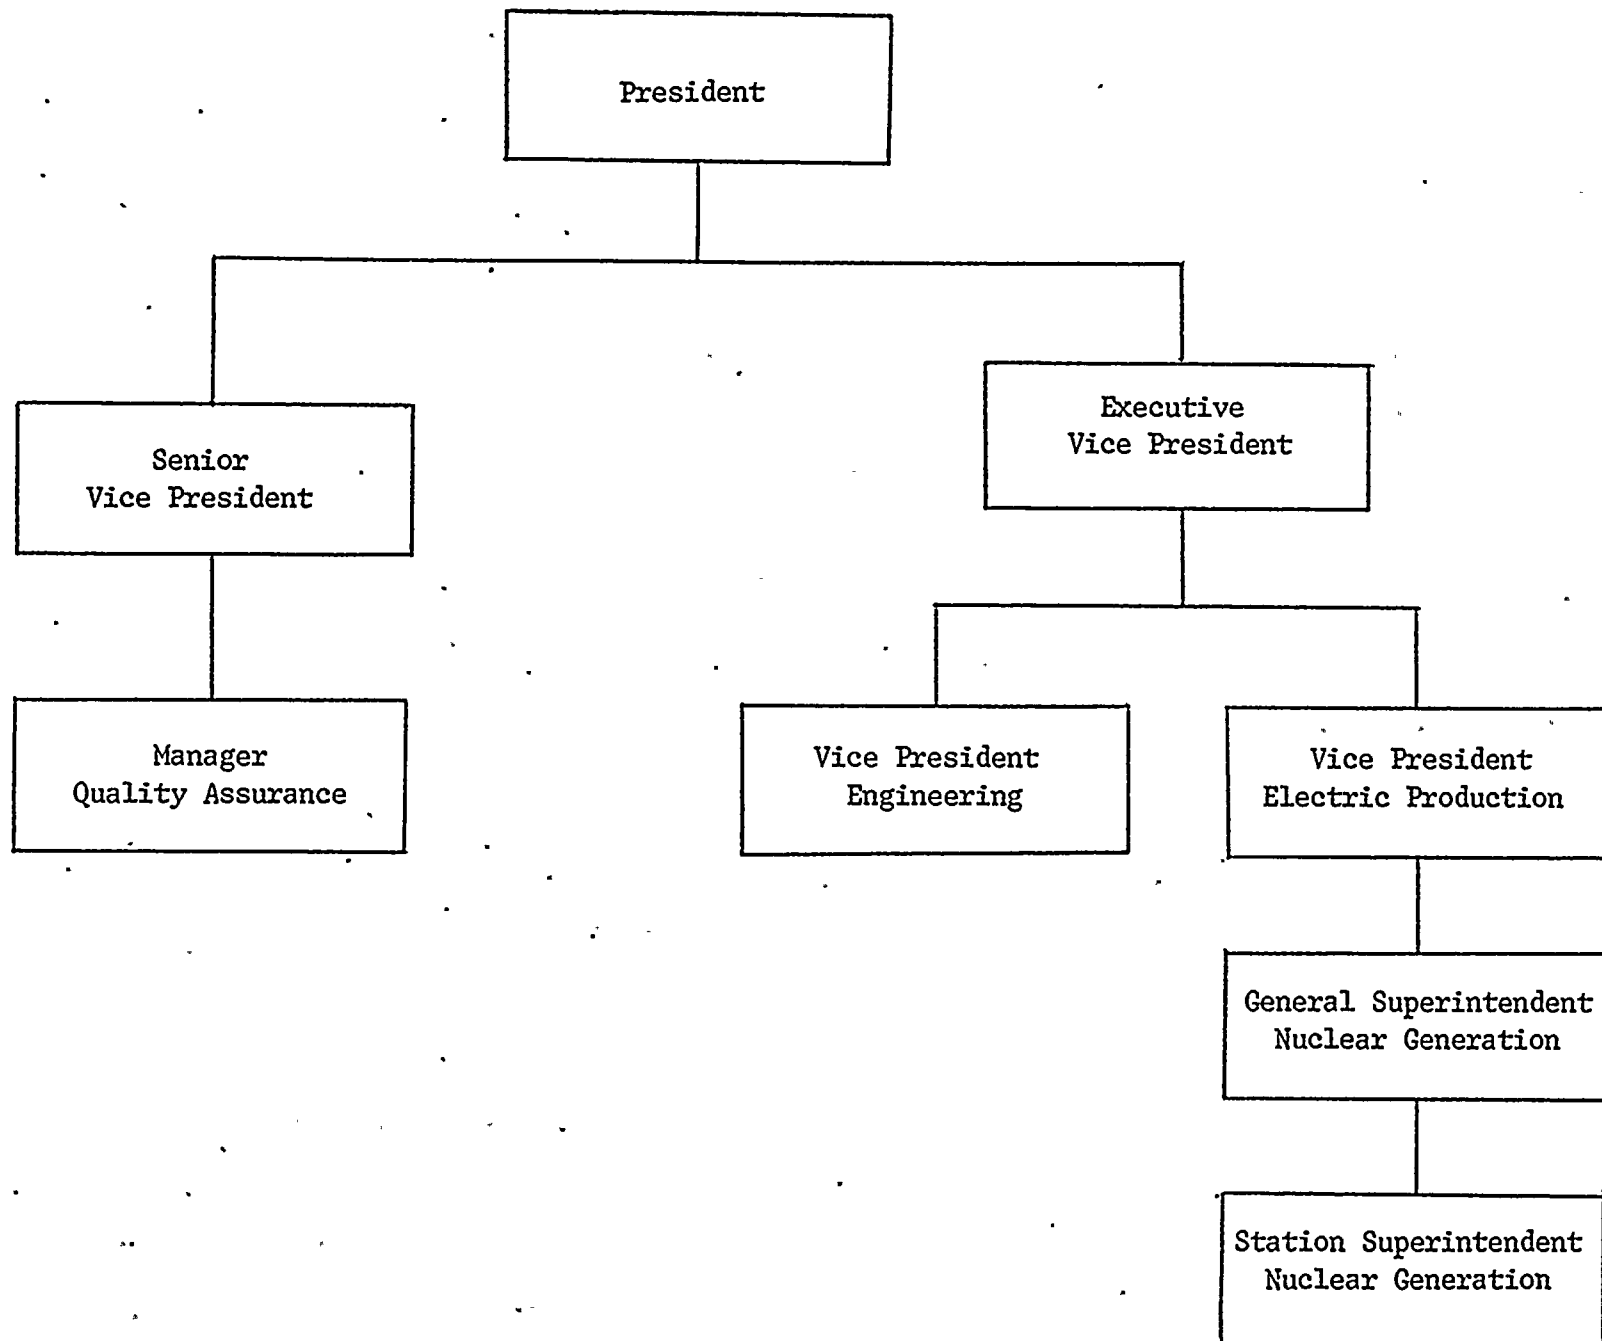 President
Executive
Vice President
Senior
Vice President
Manager
Quality Assurance
Vice President
Engineering
Vice President
Electric Production
General Superintendent
Nuclear Generation
Station Superintendent
Nuclear Generation